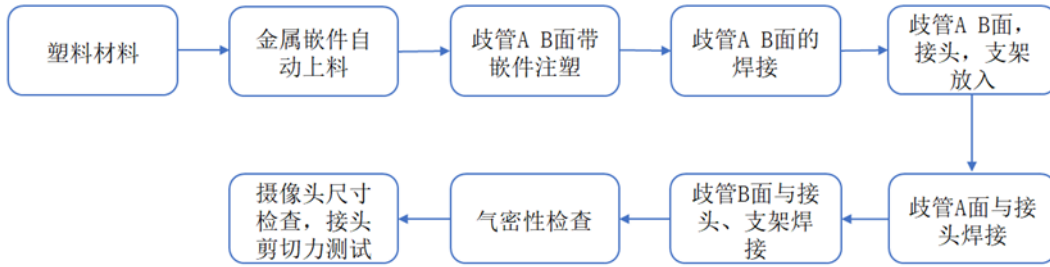 塑料材料
金属嵌件自
动上料
歧管A B面带
嵌件注塑
歧管A B面的
焊接
歧管A B面,
接头，支架
放入
歧管A面与接
头焊接
歧管B面与接
头、支架焊
接
气密性检查
摄像头尺寸
检查，接头
剪切力测试